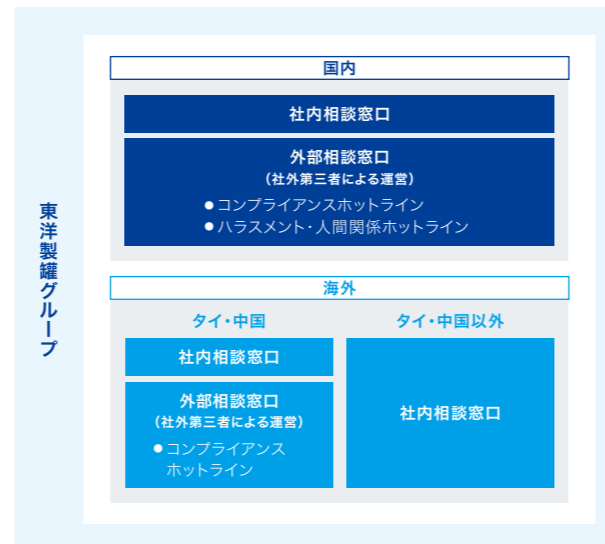 東洋製罐グループ
国内
社内相談窓口
外部相談窓口
（社外第三者による運営）
●コンプライアンスホットライン
●ハラスメント・人間関係ホットライン
海外
タイ・中国
社内相談窓口
外部相談窓口
（社外第三者による運営）
●コンプライアンス
ホットライン
タイ・中国以外
社内相談窓口